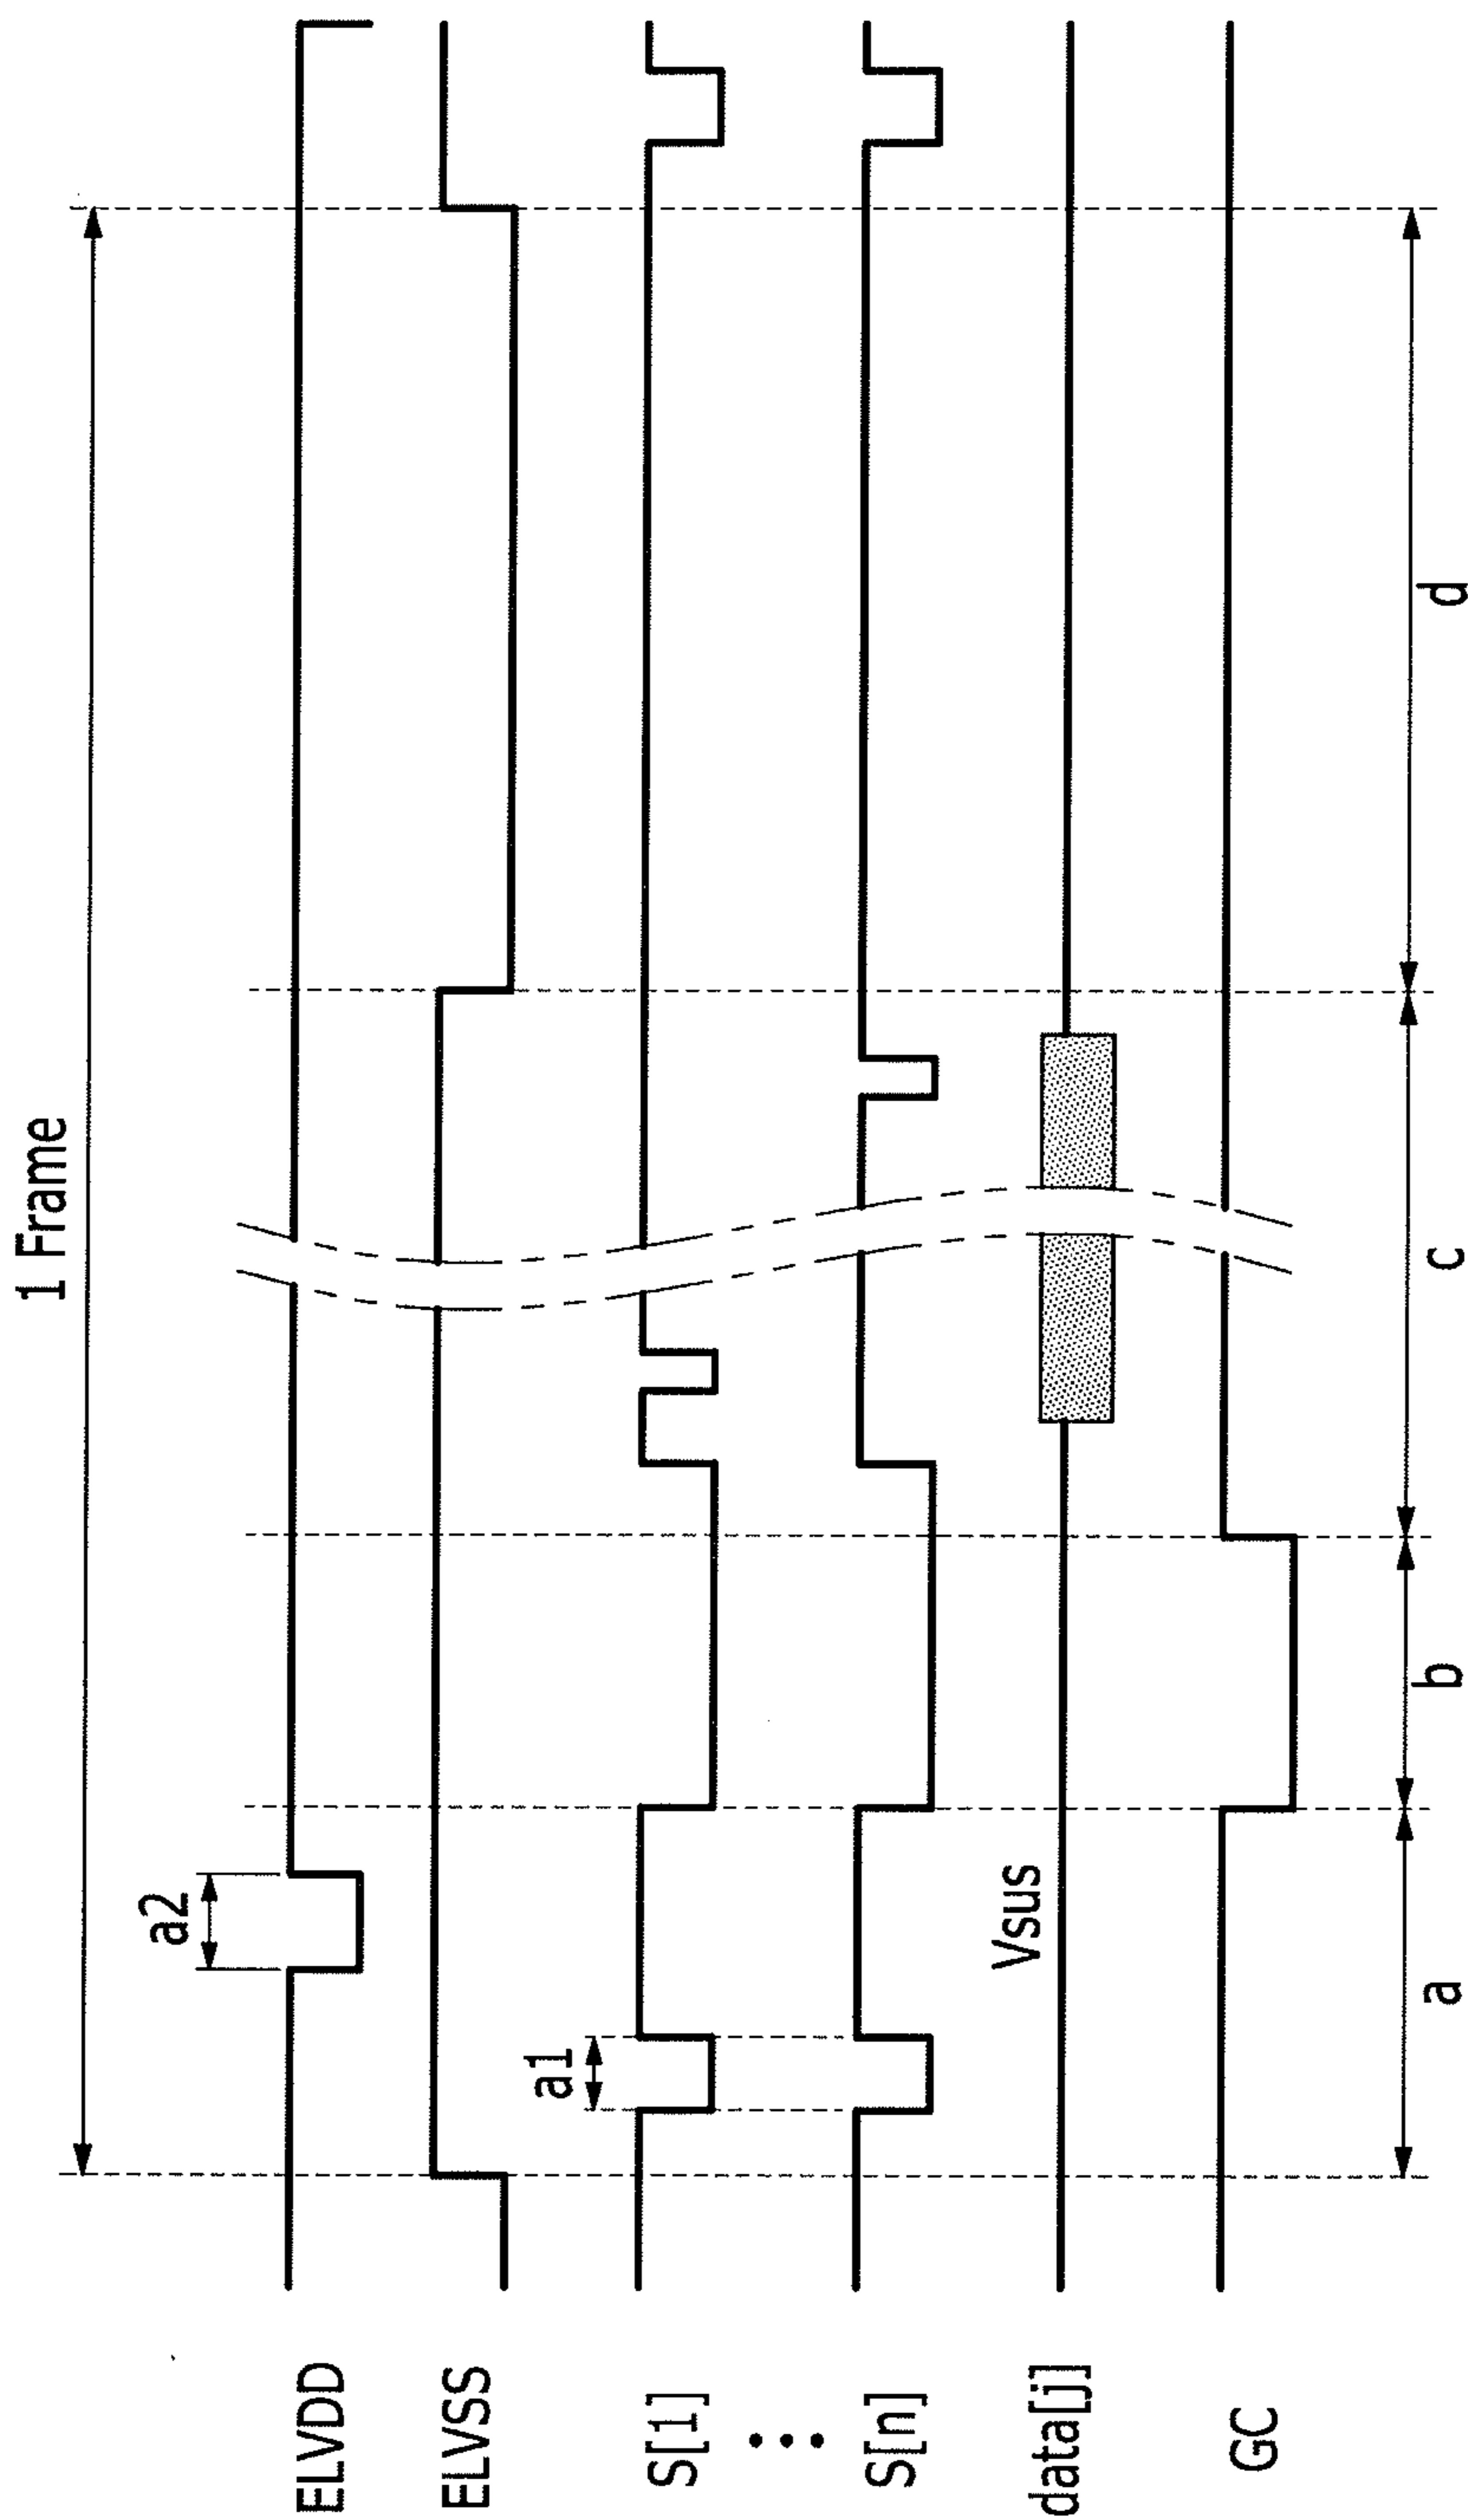 1 Frame
ELVDD
a2
ELVSS
S[1]
a1
S[n]
data[j]
Vsus
GC
a
b
c
d